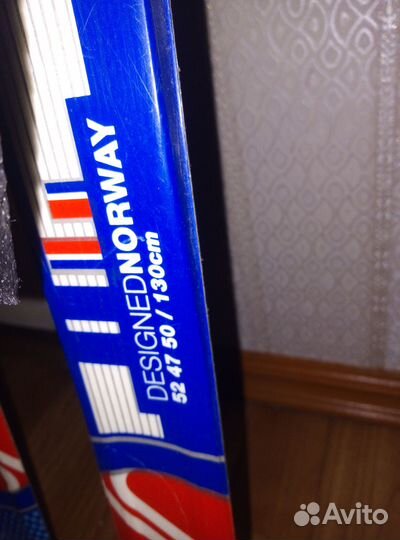 DESIGNEDNORWAY
52 47 50 / 130cm
Avito